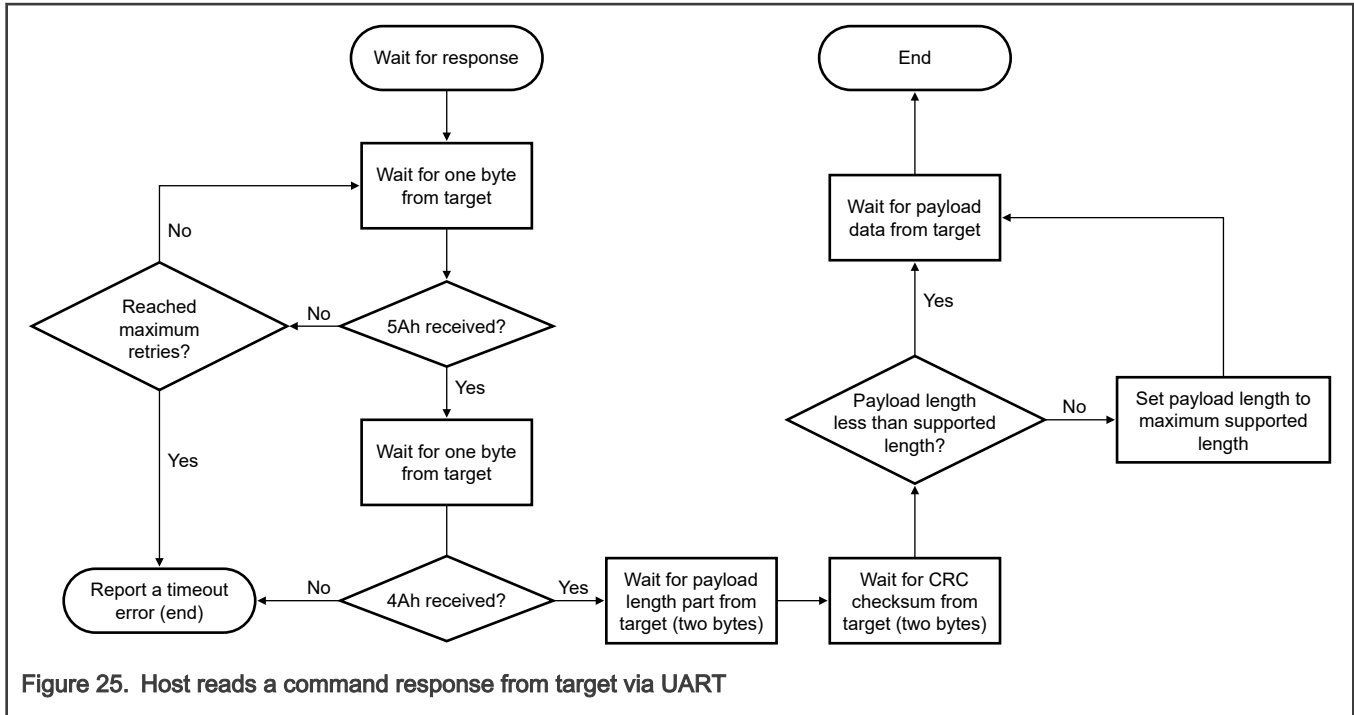 Wait for response
Wait for one byte
from target
No
Reached
maximum
retries?
No
5Ah received?
Yes
Yes
Wait for one byte
from target
Report a timeout
error (end)
No
4Ah received?
Yes
Wait for payload
length part from
target (two bytes)
Wait for CRC
checksum from
target (two bytes)
Payload length
less than supported
length?
No
Set payload length to
maximum supported
length
Yes
Wait for payload
data from target
End
Figure 25. Host reads a command response from target via UART